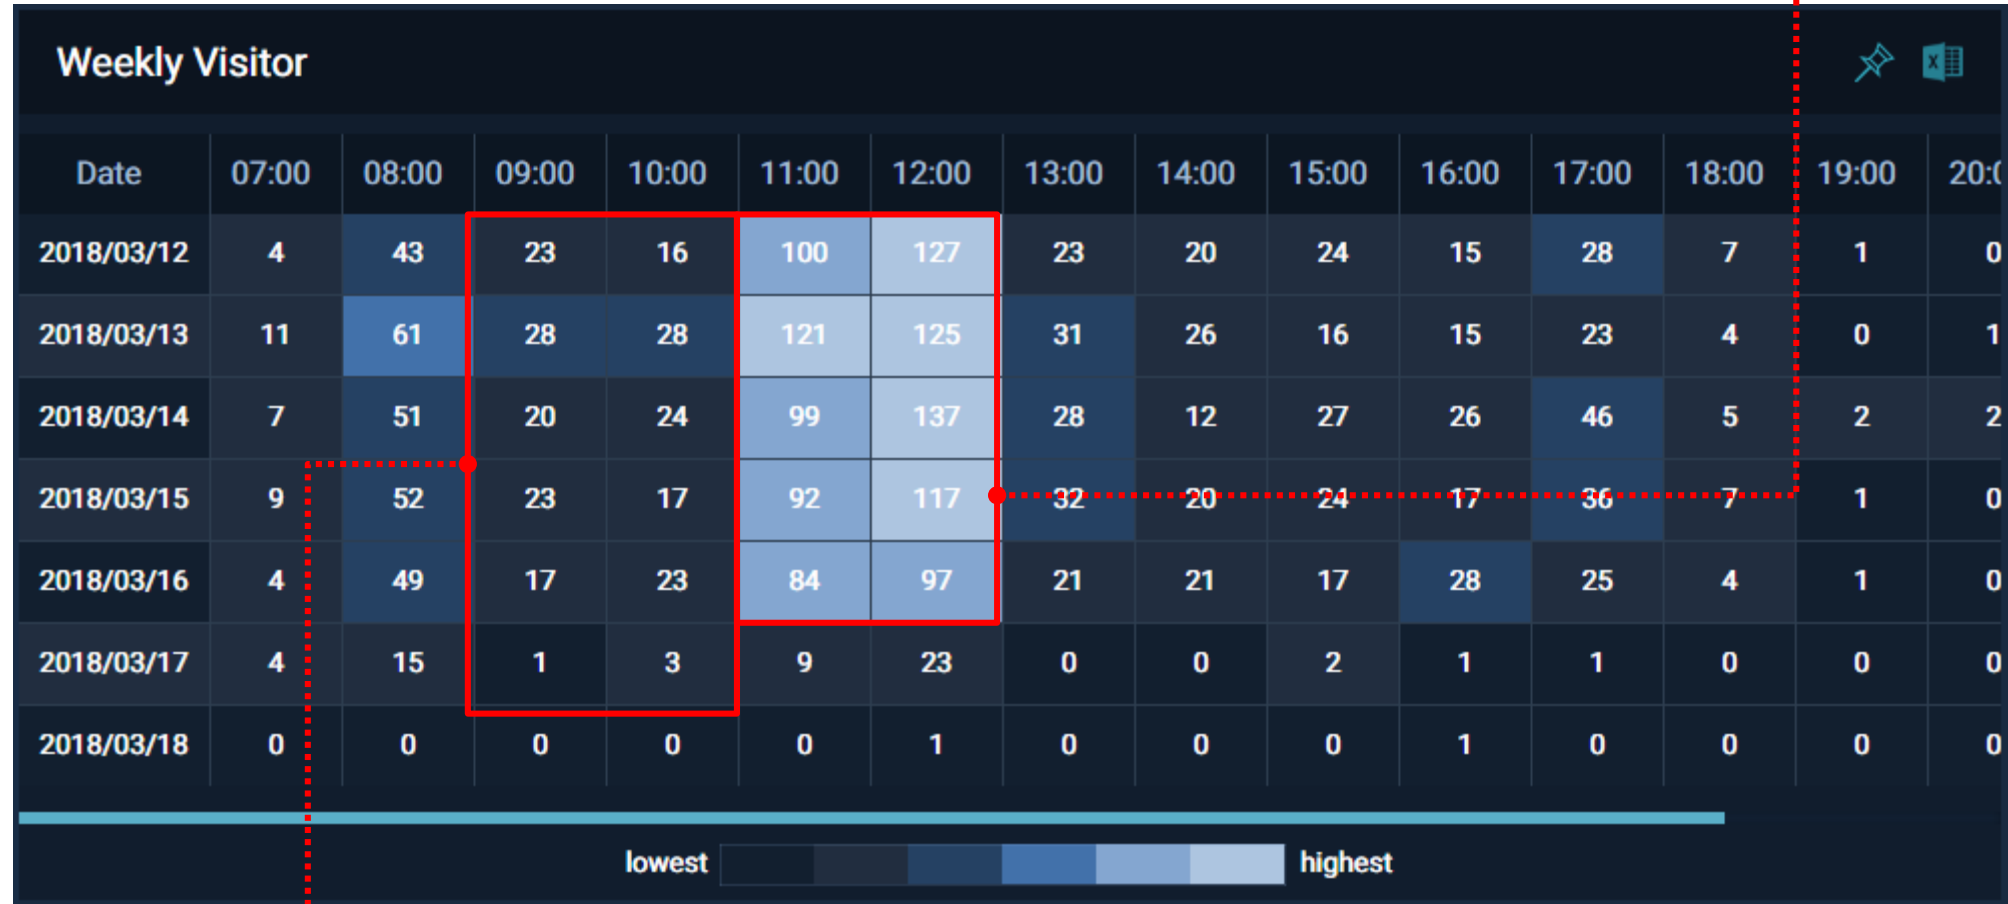 Weekly Visitor
Date 07:00 08:00 09:00 10:00 11:00 12:00 13:00 14:00 15:00 16:00 17:00 18:00 19:00
2018/03/12 4 43 23 16 100 127 23 20 24 15 28 7 1 0
2018/03/13 11 61 28 28 121 125 31 26 16 15 23 4 0 1
2018/03/14 7 51 20 24 99 137 28 12 27 26 46 5 2 2
2018/03/15 9 52 23 17 92 117 32 20 24 17 36 7 1 0
2018/03/16 4 49 17 23 84 97 21 21 17 28 25 4 1 0
2018/03/17 4 15 1 3 9 23 0 0 2 1 1 0 0 0
2018/03/18 0 0 0 0 0 1 0 0 0 1 0 0 0 0
lowest highest